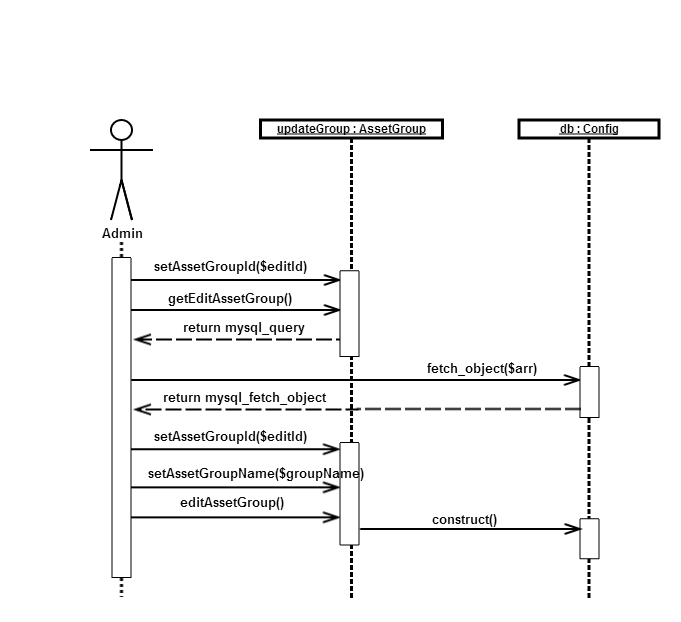 updateGroup : AssetGroup
db : Config
Admin
setAssetGroupId($editId)
getEditAssetGroup()
return mysql_query
fetch_object($arr)
return mysql_fetch_object
setAssetGroupId($editId)
setAssetGroupName($groupName)
editAssetGroup()
construct()